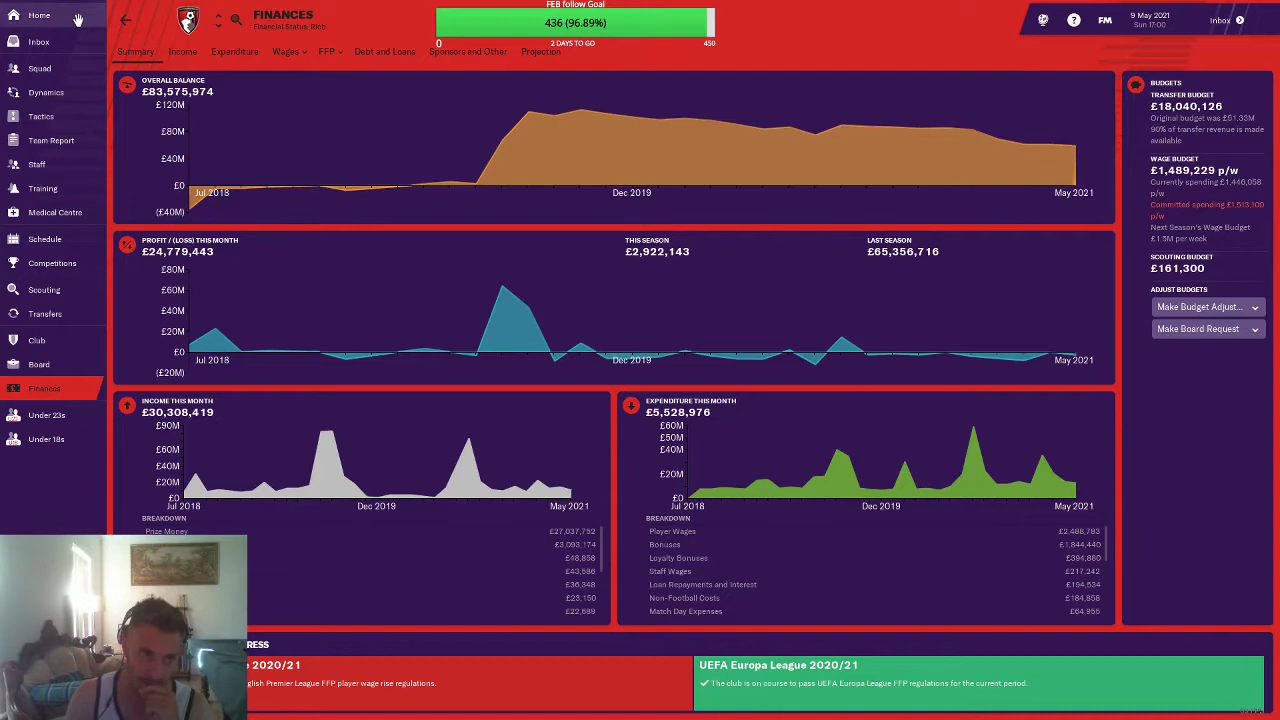 FEB follow Goal
436 (96.89%)
0
2 DAYS TO GO
450
FINANCES
Financial Status: Rich
FM
9 May 2021
Sun 17:00
Inbox
Summary
Income
Expenditure
Wages
FFP
Debt and Loans
Sponsors and Other
Projection
Home
Inbox
Squad
Dynamics
Tactics
Team Report
Staff
Training
Medical Centre
Schedule
Competitions
Scouting
Transfers
Club
Board
Finances
Under 23s
Under 18s
OVERALL BALANCE
£83,575,974
£120M
£80M
£40M
£0
(£40M)
Jul 2018
Dec 2019
May 2021
PROFIT / (LOSS) THIS MONTH
£24,779,443
THIS SEASON
£2,922,143
LAST SEASON
£65,356,716
£80M
£60M
£40M
£20M
£0
(£20M)
Jul 2018
Dec 2019
May 2021
INCOME THIS MONTH
£30,308,419
£90M
£60M
£40M
£20M
£0
Jul 2018
Dec 2019
May 2021
BREAKDOWN
Prize Money
£27,037,752
£3,093,174
£48,858
£43,586
£36,348
£23,150
£22,689
EXPENDITURE THIS MONTH
£5,528,976
£60M
£50M
£40M
£20M
£0
Jul 2018
Dec 2019
May 2021
BREAKDOWN
Player Wages £2,488,783
Bonuses £1,844,440
Loyalty Bonuses £394,880
Staff Wages £217,242
Loan Repayments and Interest £194,534
Non-Football Costs £184,858
Match Day Expenses £64,955
BUDGETS
TRANSFER BUDGET
£18,040,126
Original budget was £51.33M
90% of transfer revenue is made
available
WAGE BUDGET
£1,489,229 p/w
Currently spending £1,446,058
p/w
Committed spending £1,513,100
p/w
Next Season's Wage Budget
£1.5M per week
SCOUTING BUDGET
£161,300
ADJUST BUDGETS
Make Budget Adjust...
Make Board Request
RESS
e 2020/21
glish Premier League FFP player wage rise regulations.
UEFA Europa League 2020/21
The club is on course to pass UEFA Europa League FFP regulations for the current period.